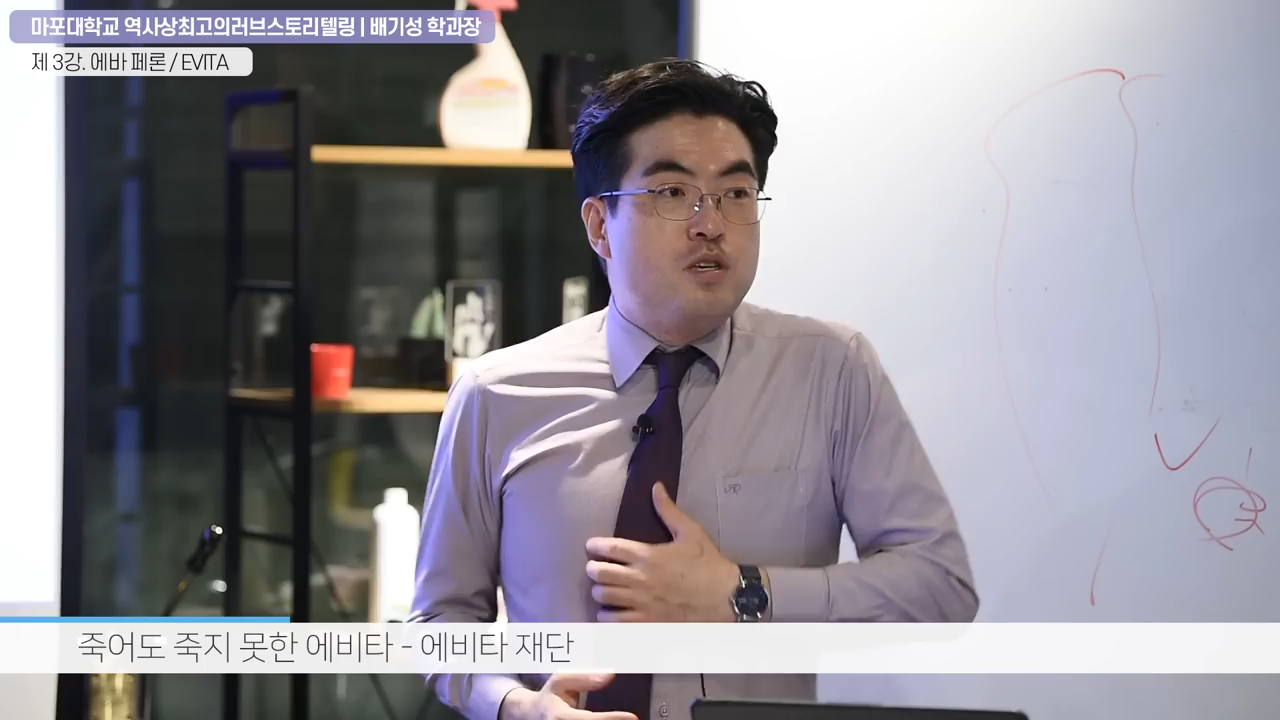 마포대학교 역사상최고의러브스토리텔링 | 배기성 학과장
제 3강. 에바 페론 / EVITA
죽어도 죽지 못한 에비타 - 에비타 재단